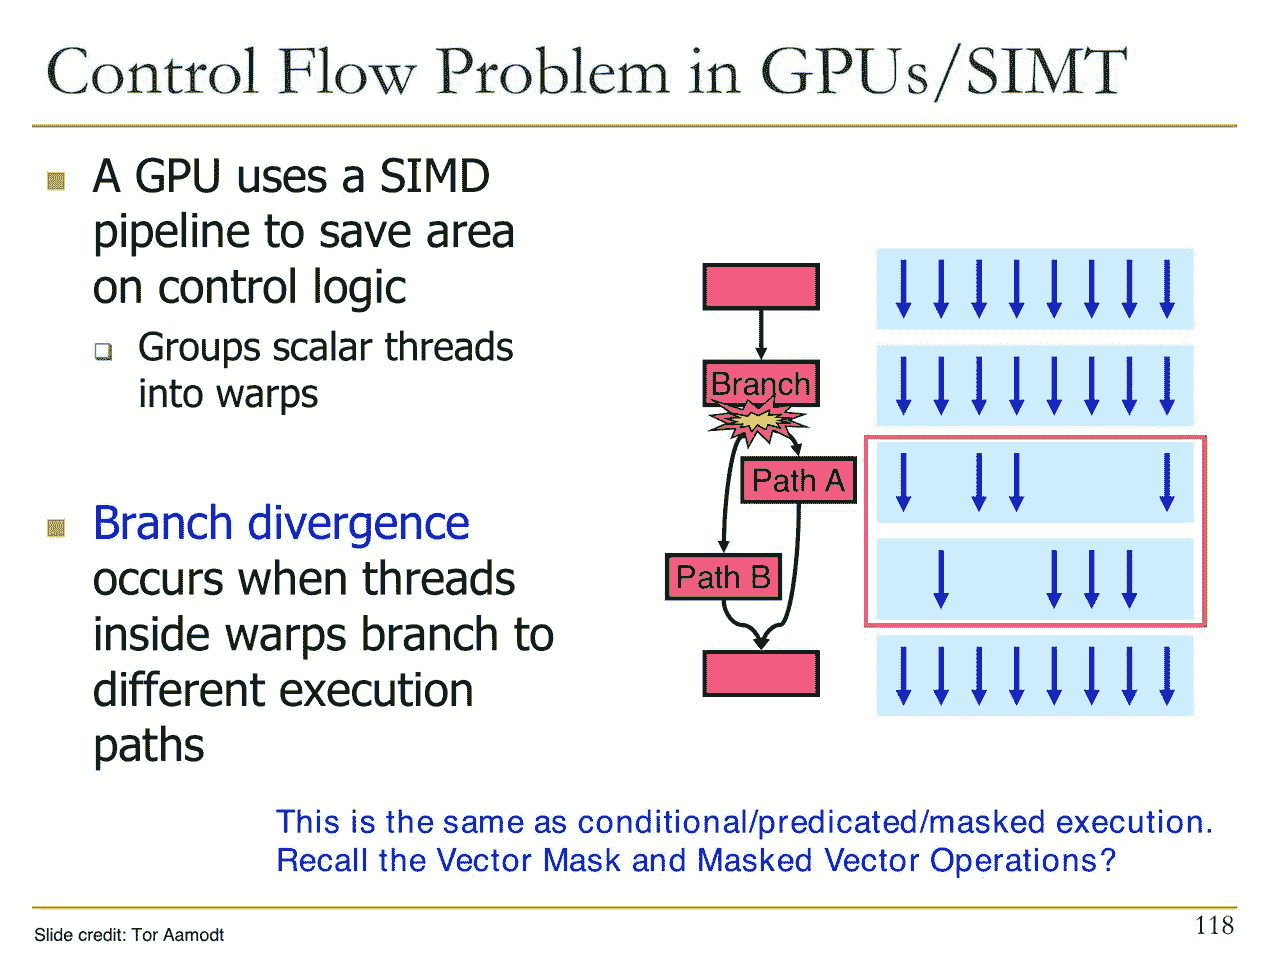 Control Flow Problem in GPUs/SIMT
A GPU uses a SIMD
pipeline to save area
on control logic
Groups scalar threads
into warps
Branch divergence
occurs when threads
inside warps branch to
different execution
paths
Branch
Path A
Path B
This is the same as conditional/predicated/masked execution.
Recall the Vector Mask and Masked Vector Operations?
Slide credit: Tor Aamodt
118